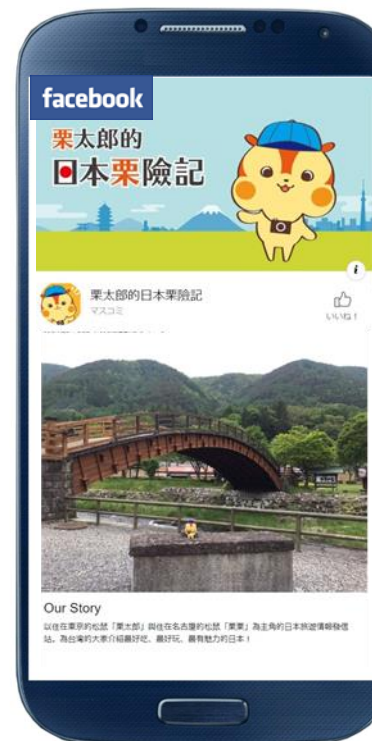 facebook
栗太郎的
日本栗險記
栗太郎的日本栗險記
マスコミ
いいね！
Our Story
以住在東京的松鼠「栗太郎」與住在名古屋的松鼠「栗栗」為主角的日本旅遊情報發信
站。為台灣的大家介紹最好吃、最好玩、最有魅力的日本！